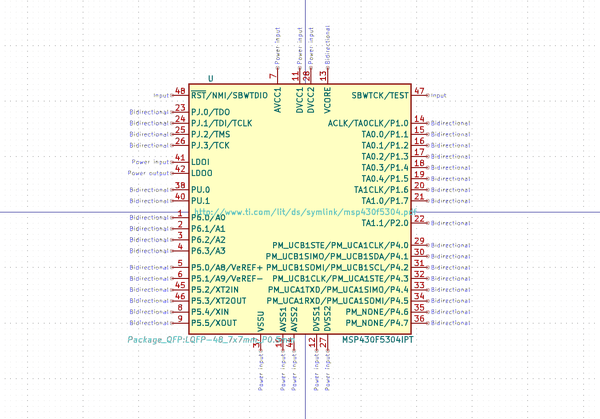 Power input
Power input
Power input
Bidirectional
7
11
28
13
U
AVCC1
DVCC1
DVCC2
VCORE
Input 48 RST/NMI/SBWTDIO
SBWTCK/TEST 47 Input
Bidirectional 23 PJ.0/TDO
Bidirectional 24 PJ.1/TDI/TCLK
ACLK/TA0CLK/P1.0 14 Bidirectional
Bidirectional 25 PJ.2/TMS
TA0.0/P1.1 15 Bidirectional
Bidirectional 26 PJ.3/TCK
TA0.1/P1.2 16 Bidirectional
TA0.2/P1.3 17 Bidirectional
Power input 41 LDOI
TA0.3/P1.4 18 Bidirectional
Power output 42 LDOO
TA0.4/P1.5 19 Bidirectional
Bidirectional 38 PU.0
TA1CLK/P1.6 20 Bidirectional
Bidirectional 40 PU.1
TA1.0/P1.7 21 Bidirectional
http://www.ti.com/lit/ds/symlink/msp430f5304.pdf
Bidirectional 1 P6.0/A0
TA1.1/P2.0 22 Bidirectional
Bidirectional 2 P6.1/A1
Bidirectional 3 P6.2/A2
PM_UCB1STE/PM_UCA1CLK/P4.0 29 Bidirectional
Bidirectional 4 P6.3/A3
PM_UCB1SIMO/PM_UCB1SDA/P4.1 30 Bidirectional
Bidirectional 5 P5.0/A8/VeREF+
PM_UCB1SOMI/PM_UCB1SCL/P4.2 31 Bidirectional
Bidirectional 6 P5.1/A9/VeREF-
PM_UCB1CLK/PM_UCA1STE/P4.3 32 Bidirectional
Bidirectional 45 P5.2/XT2IN
PM_UCA1TXD/PM_UCA1SIMO/P4.4 33 Bidirectional
Bidirectional 46 P5.3/XT2OUT
PM_UCA1RXD/PM_UCA1SOMI/P4.5 34 Bidirectional
Bidirectional 8 P5.4/XIN
PM_NONE/P4.6 35 Bidirectional
Bidirectional 9 P5.5/XOUT
PM_NONE/P4.7 36 Bidirectional
VSSU
AVSS1
AVSS2
DVSS1
DVSS2
MSP430F5304IPT
12
27
Power input
Power input
Power input
Power input
Power input